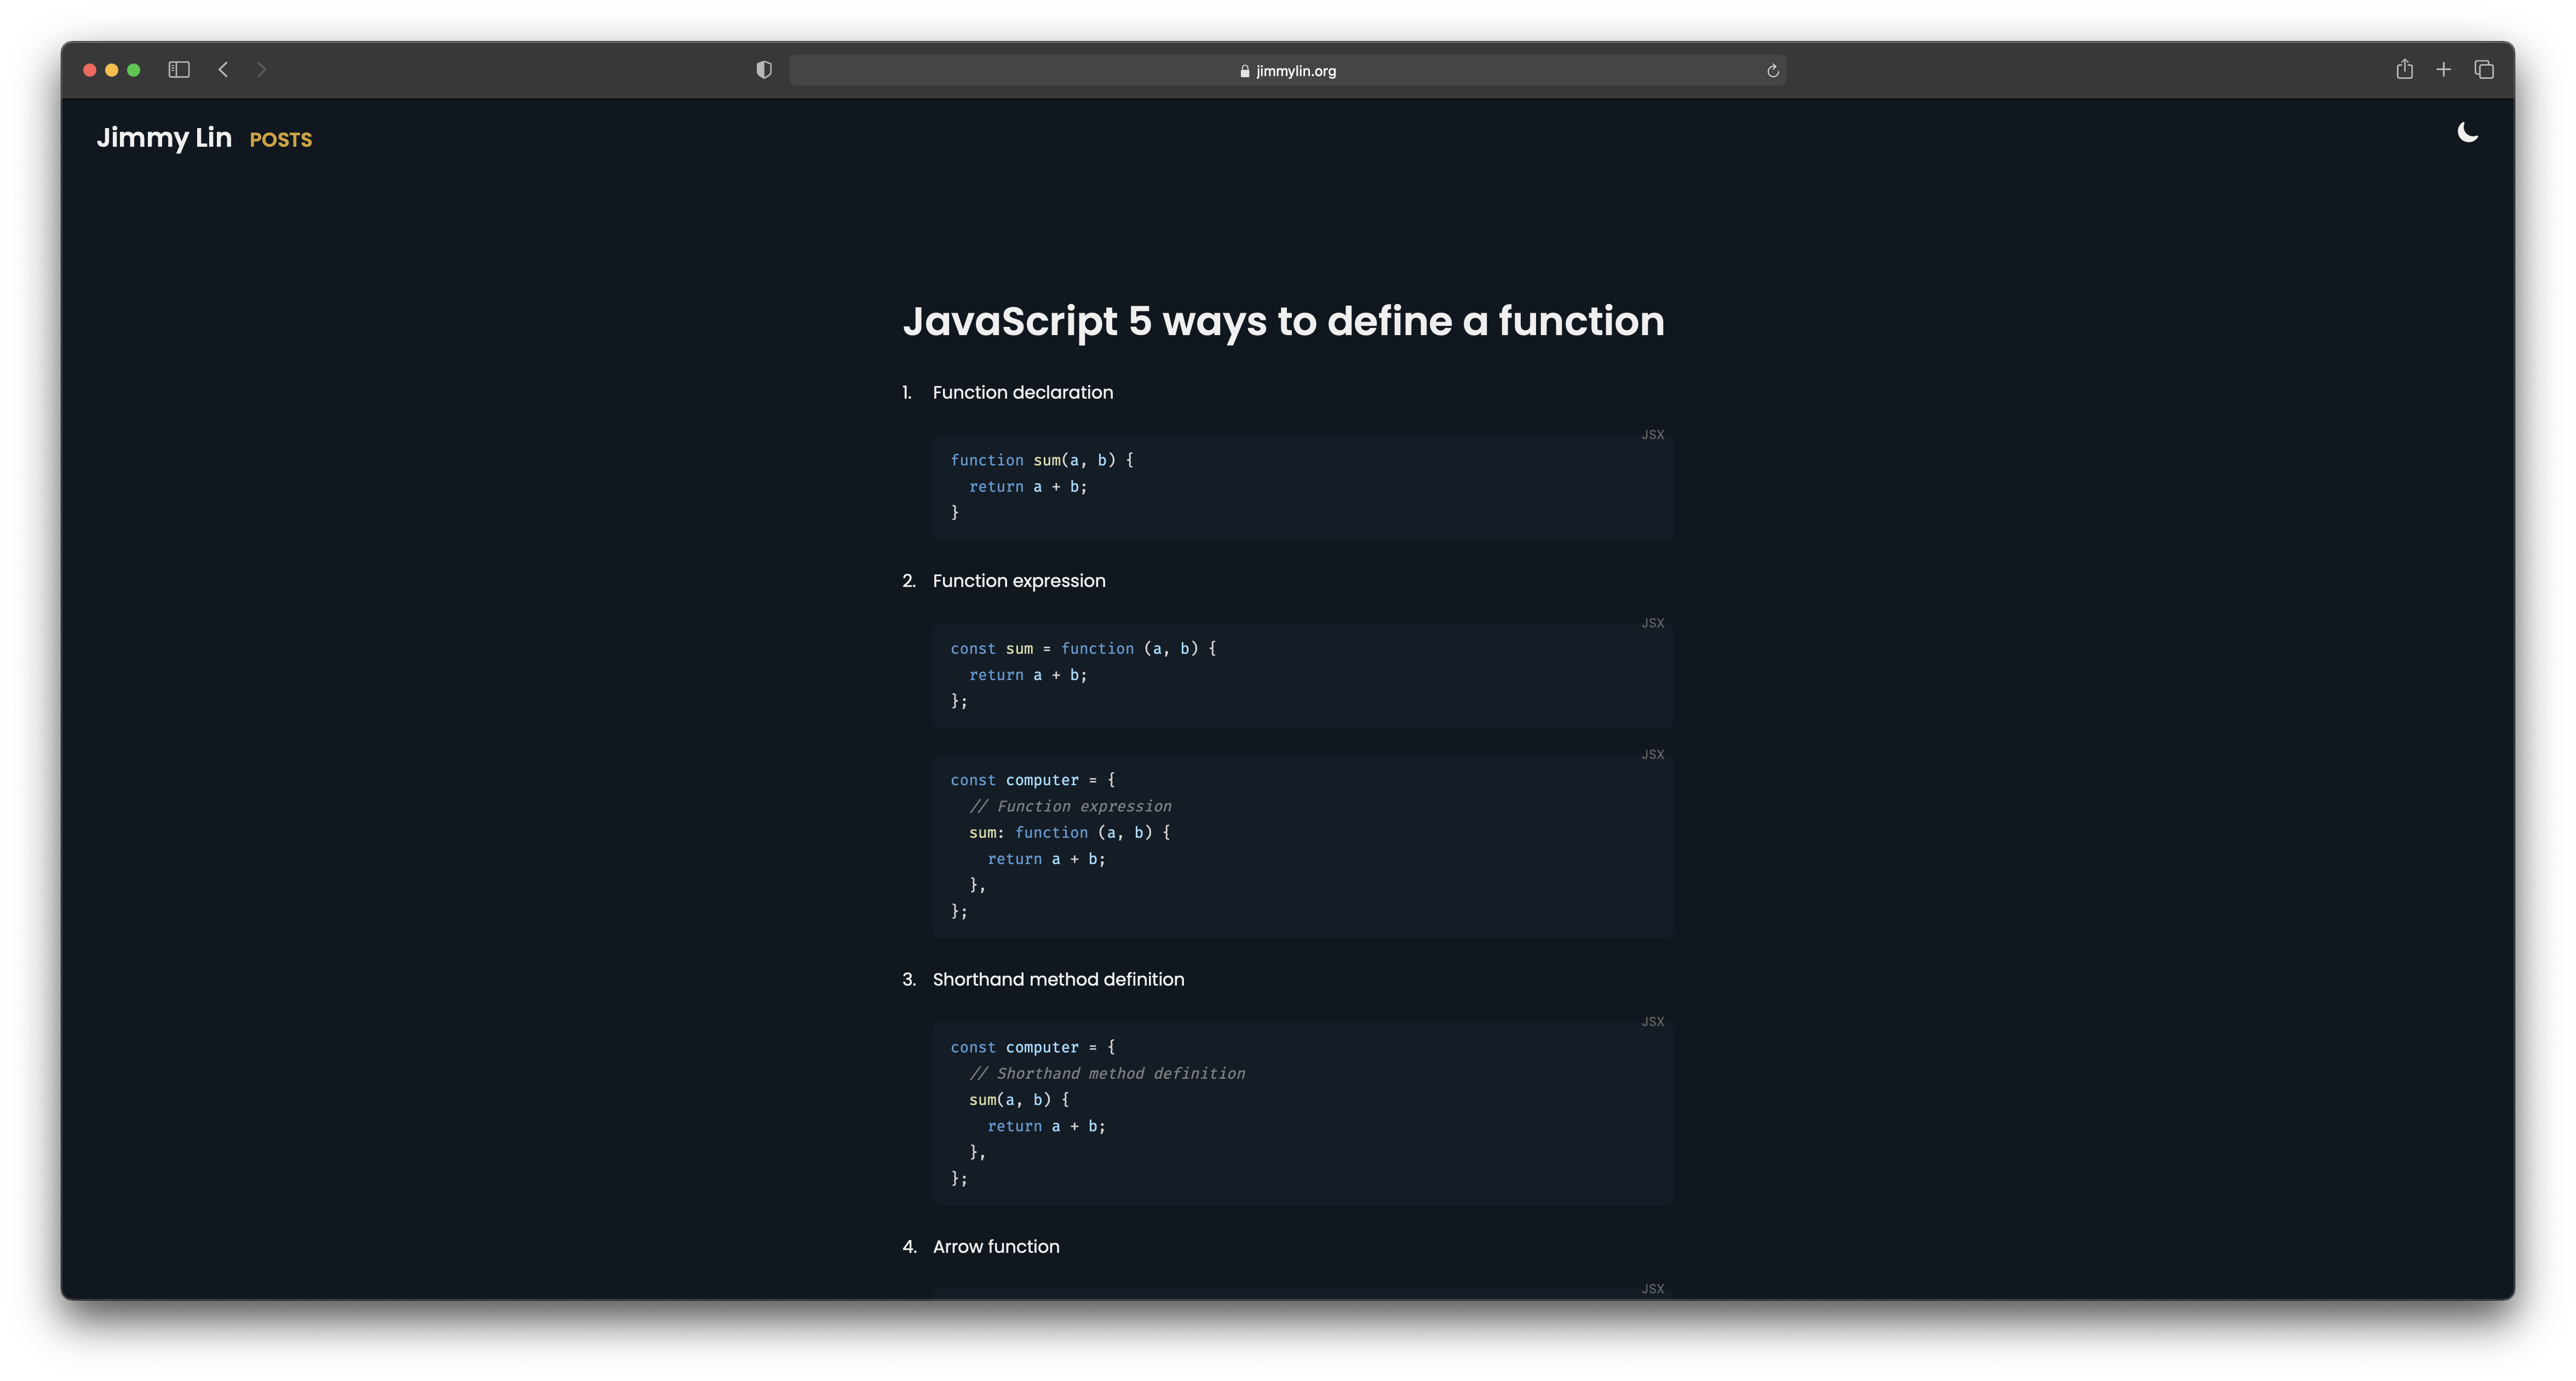 jimmylin.org
Jimmy Lin POSTS
JavaScript 5 ways to define a function
1. Function declaration
JSX
function sum(a, b) {
  return a + b;
}
2. Function expression
JSX
const sum = function (a, b) {
  return a + b;
};
JSX
const computer = {
  // Function expression
  sum: function (a, b) {
    return a + b;
  },
};
3. Shorthand method definition
JSX
const computer = {
  // Shorthand method definition
  sum(a, b) {
    return a + b;
  },
};
4. Arrow function
JSX